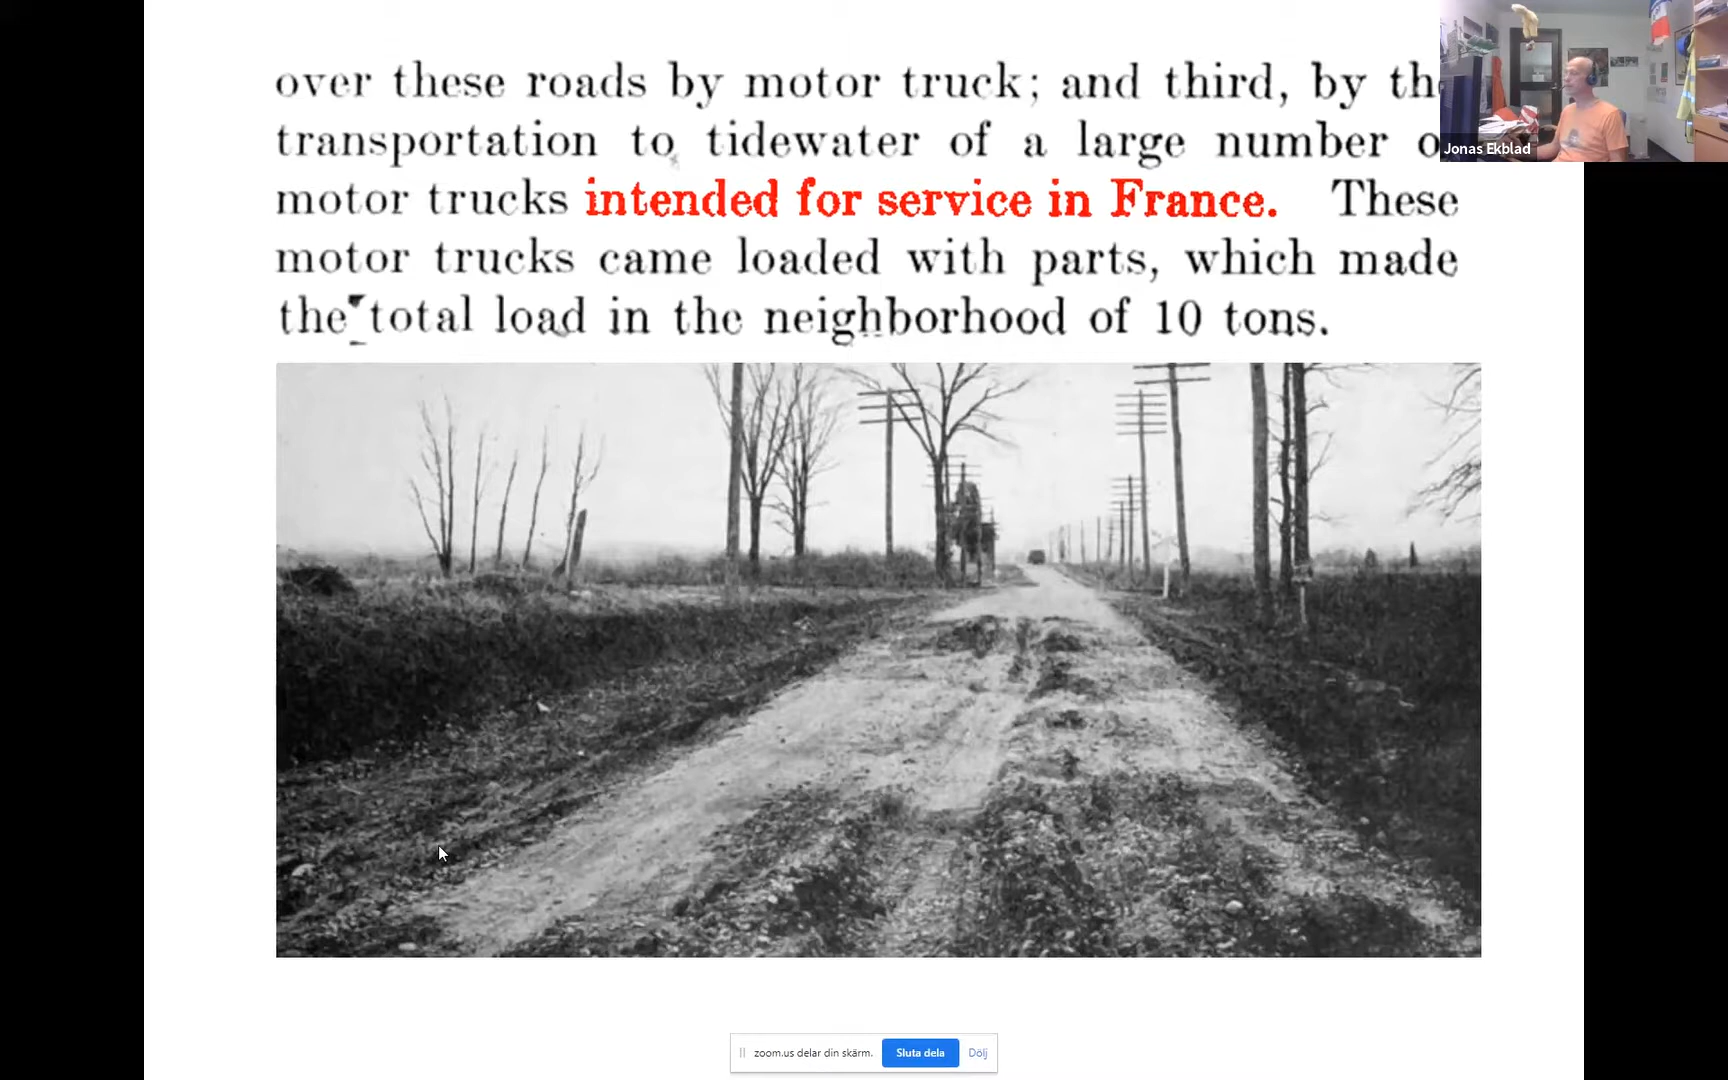 over these roads by motor truck; and third, by th
transportation to tidewater of a large number o
motor trucks intended for service in France. These
motor trucks came loaded with parts, which made
the total load in the neighborhood of 10 tons.
Jonas Ekblad
zoom.us delar din skärm. Sluta dela Dölj